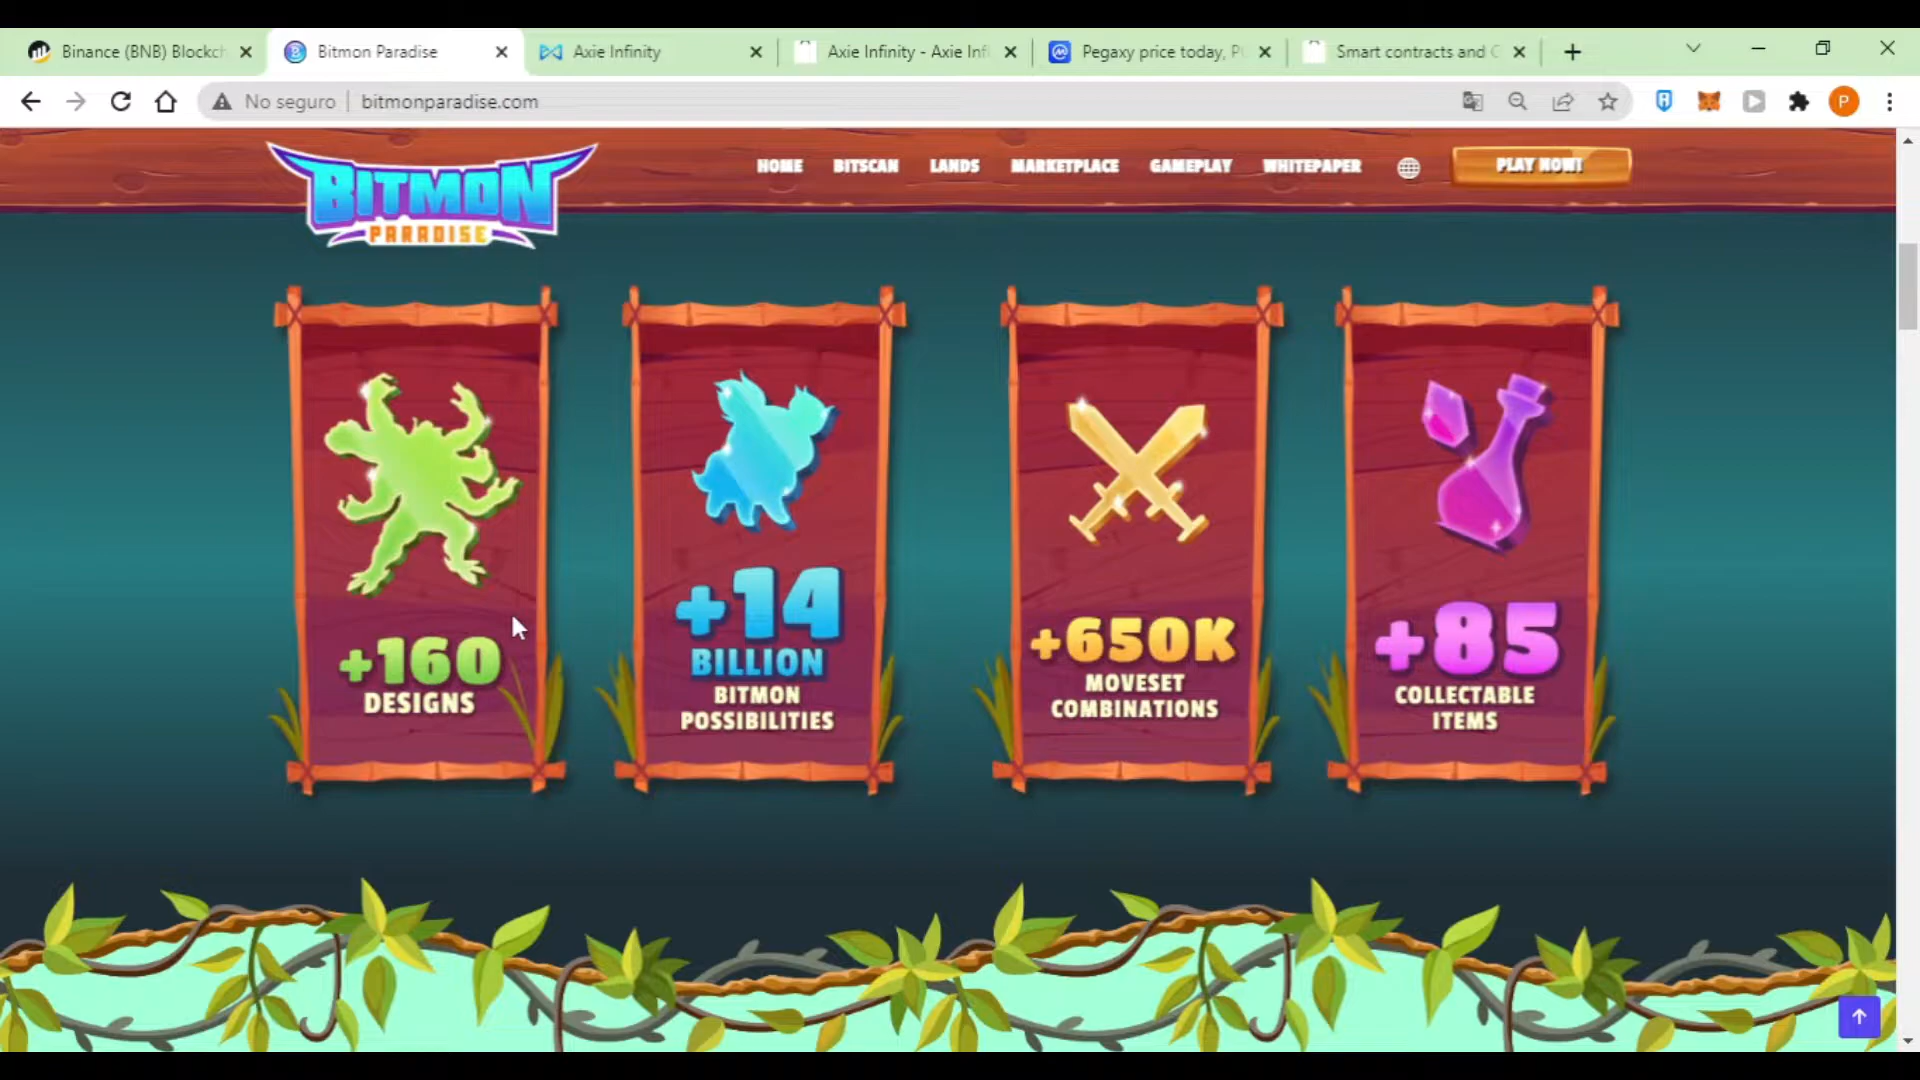 Binance (BNB) Blockch
Bitmon Paradise
Axie Infinity
Axie Infinity - Axie Infi
Pegaxy price today, P
Smart contracts and
No seguro
bitmonparadise.com
P
BITMON
PARADISE
HOME
BITSCAN
LANDS
MARKETPLACE
GAMEPLAY
WHITEPAPER
PLAY NOW!
+160
DESIGNS
+14
BILLION
BITMON
POSSIBILITIES
+650K
MOVESET
COMBINATIONS
+85
COLLECTABLE
ITEMS